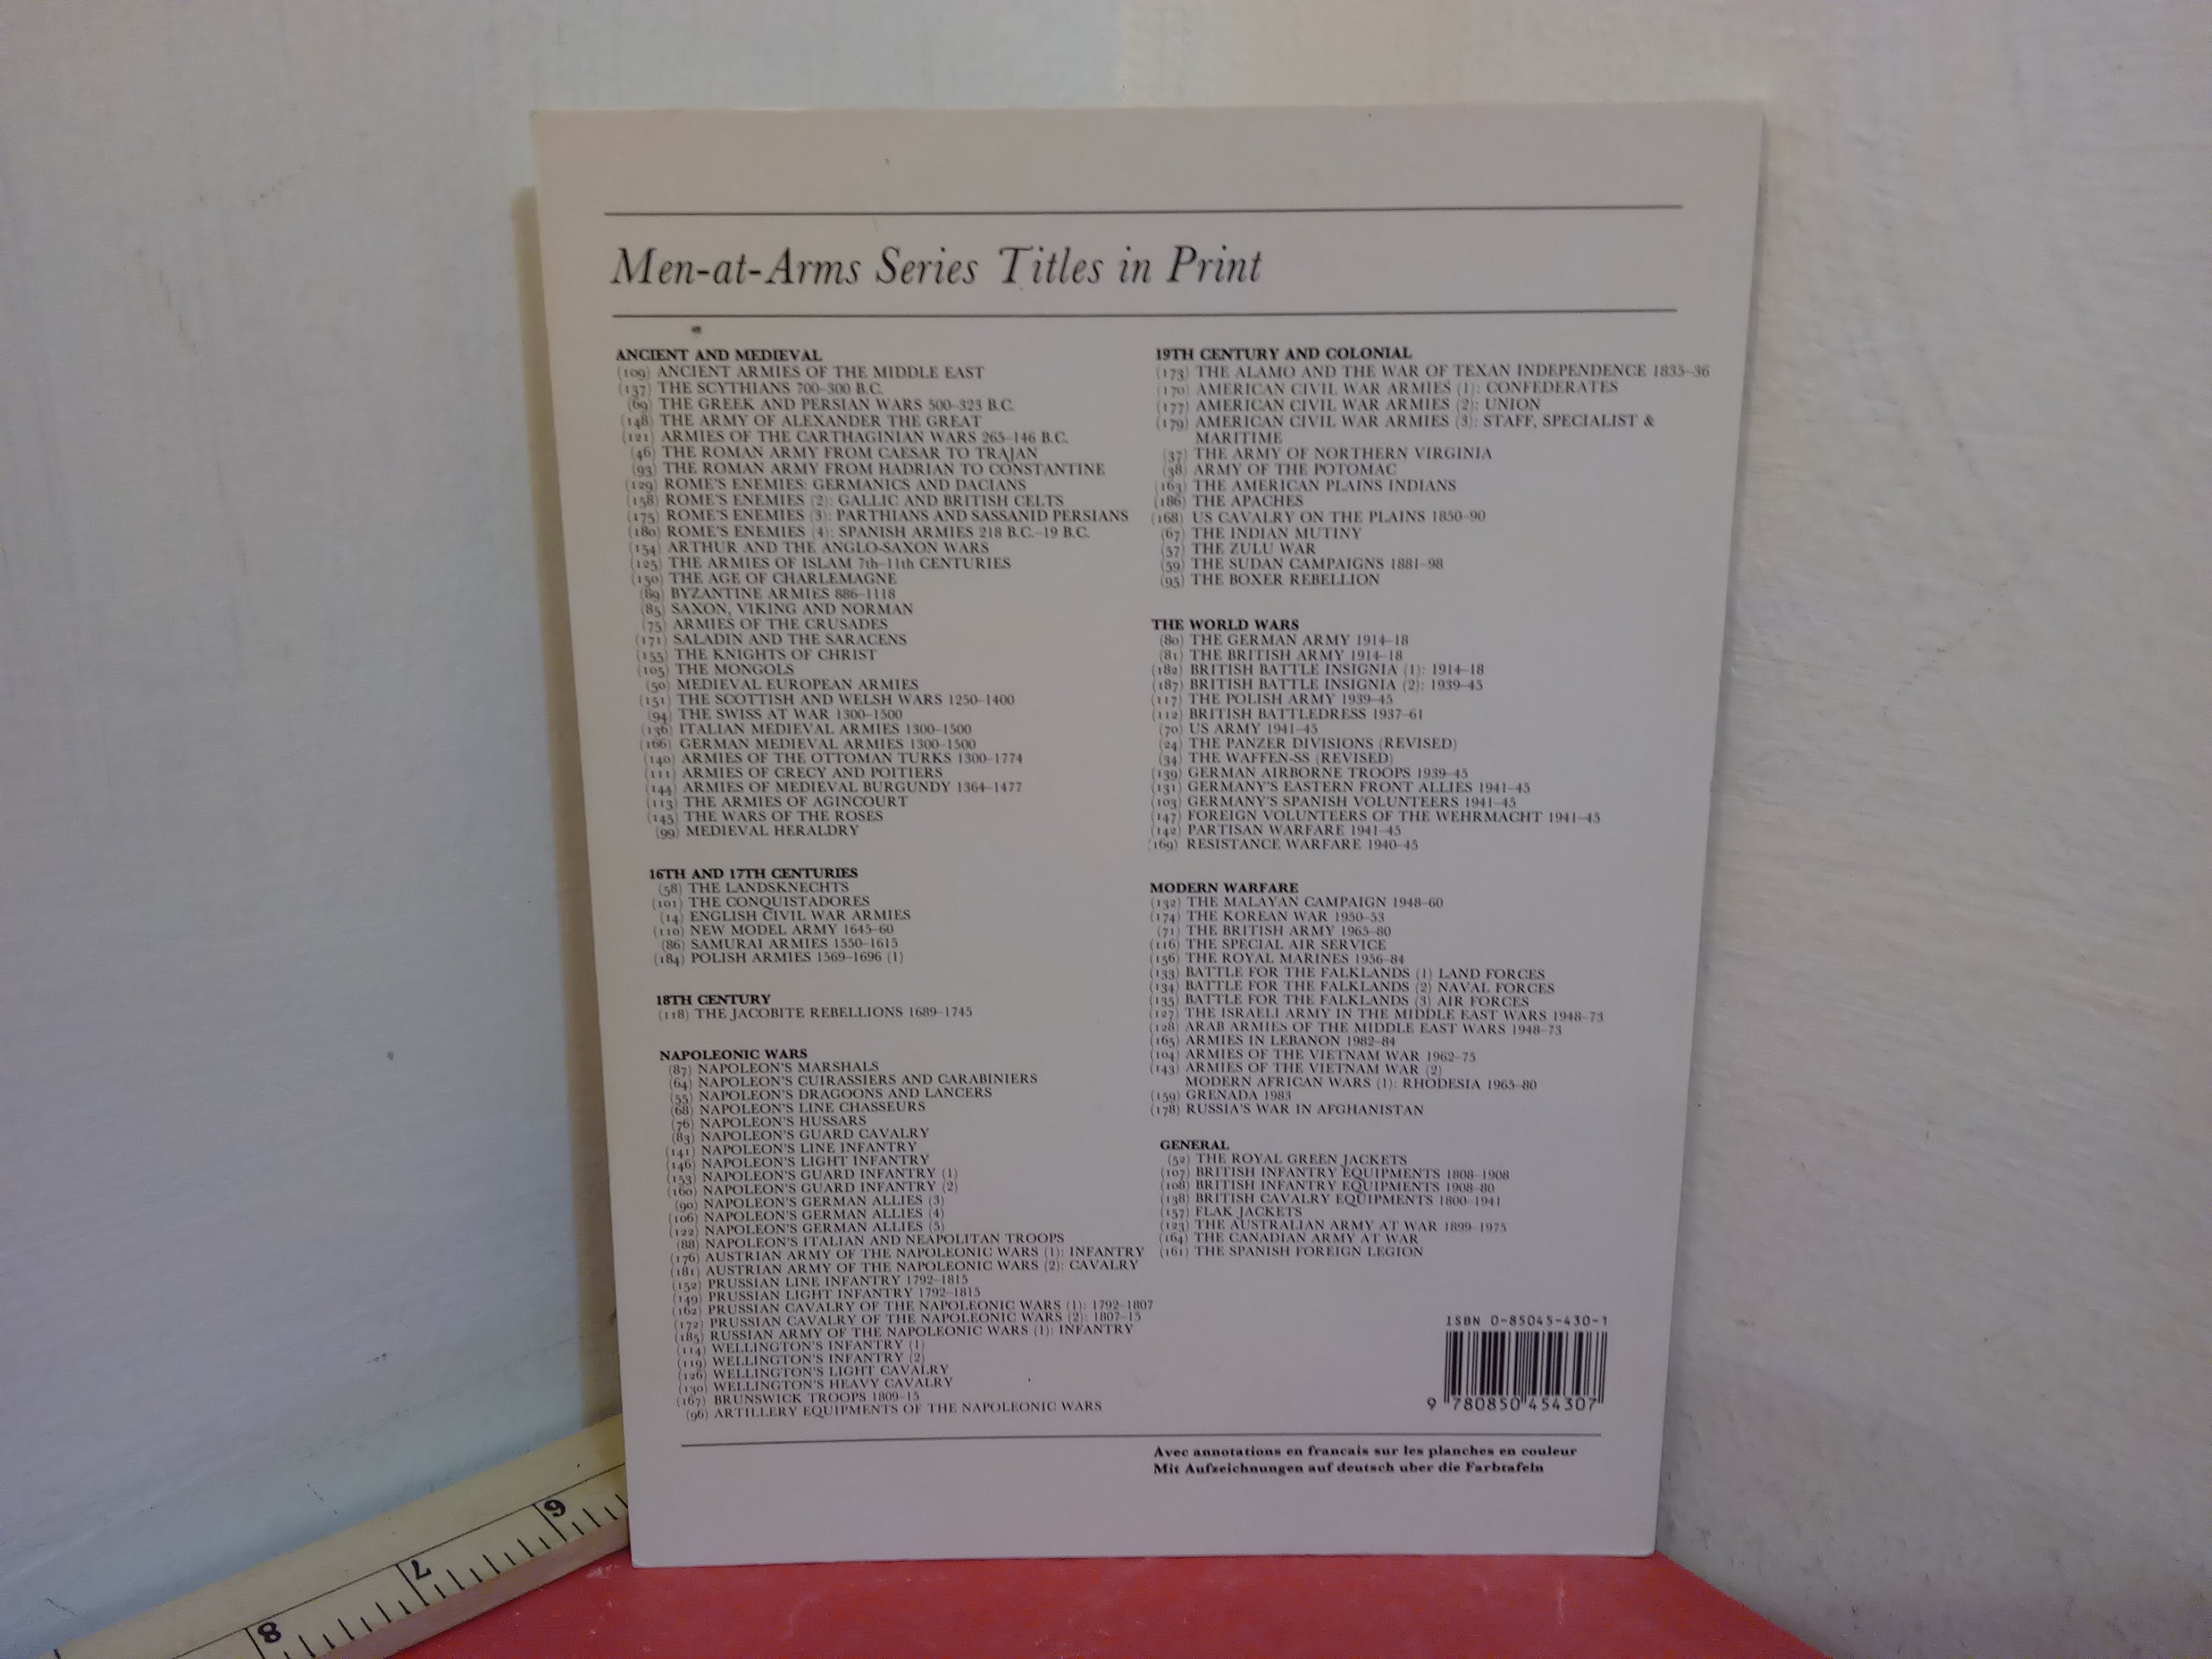 Men-at-Arms Series Titles in Print
ANCIENT AND MEDIEVAL
(109) ANCIENT ARMIES OF THE MIDDLE EAST
(137) THE SCYTHIANS 700–300 B.C.
(69) THE GREEK AND PERSIAN WARS 500–323 B.C.
(148) THE ARMY OF ALEXANDER THE GREAT
(121) ARMIES OF THE CARTHAGINIAN WARS 265–146 B.C.
(46) THE ROMAN ARMY FROM CAESAR TO TRAJAN
(93) THE ROMAN ARMY FROM HADRIAN TO CONSTANTINE
(129) ROME'S ENEMIES: GERMANICS AND DACIANS
(158) ROME'S ENEMIES (2): GALLIC AND BRITISH CELTS
(175) ROME'S ENEMIES (3): PARTHIANS AND SASSANID PERSIANS
(180) ROME'S ENEMIES (4): SPANISH ARMIES 218 B.C.–19 B.C.
(154) ARTHUR AND THE ANGLO-SAXON WARS
(125) THE ARMIES OF ISLAM 7th–11th CENTURIES
(150) THE AGE OF CHARLEMAGNE
(89) BYZANTINE ARMIES 886–1118
(85) SAXON, VIKING AND NORMAN
(75) ARMIES OF THE CRUSADES
(171) SALADIN AND THE SARACENS
(155) THE KNIGHTS OF CHRIST
(105) THE MONGOLS
(50) MEDIEVAL EUROPEAN ARMIES
(151) THE SCOTTISH AND WELSH WARS 1250–1400
(94) THE SWISS AT WAR 1300–1500
(136) ITALIAN MEDIEVAL ARMIES 1300–1500
(166) GERMAN MEDIEVAL ARMIES 1300–1500
(140) ARMIES OF THE OTTOMAN TURKS 1300–1774
(111) ARMIES OF CRECY AND POITIERS
(144) ARMIES OF MEDIEVAL BURGUNDY 1364–1477
(113) THE ARMIES OF AGINCOURT
(145) THE WARS OF THE ROSES
(99) MEDIEVAL HERALDRY
16TH AND 17TH CENTURIES
(58) THE LANDSKNECHTS
(101) THE CONQUISTADORES
(14) ENGLISH CIVIL WAR ARMIES
(110) NEW MODEL ARMY 1645–60
(86) SAMURAI ARMIES 1550–1615
(184) POLISH ARMIES 1569–1696 (1)
18TH CENTURY
(118) THE JACOBITE REBELLIONS 1689–1745
NAPOLEONIC WARS
(87) NAPOLEON'S MARSHALS
(64) NAPOLEON'S CUIRASSIERS AND CARABINIERS
(55) NAPOLEON'S DRAGOONS AND LANCERS
(68) NAPOLEON'S LINE CHASSEURS
(76) NAPOLEON'S HUSSARS
(83) NAPOLEON'S GUARD CAVALRY
(141) NAPOLEON'S LINE INFANTRY
(146) NAPOLEON'S LIGHT INFANTRY
(153) NAPOLEON'S GUARD INFANTRY (1)
(160) NAPOLEON'S GUARD INFANTRY (2)
(90) NAPOLEON'S GERMAN ALLIES (3)
(106) NAPOLEON'S GERMAN ALLIES (4)
(122) NAPOLEON'S GERMAN ALLIES (5)
(88) NAPOLEON'S ITALIAN AND NEAPOLITAN TROOPS
(176) AUSTRIAN ARMY OF THE NAPOLEONIC WARS (1): INFANTRY
(181) AUSTRIAN ARMY OF THE NAPOLEONIC WARS (2): CAVALRY
(152) PRUSSIAN LINE INFANTRY 1792–1815
(149) PRUSSIAN LIGHT INFANTRY 1792–1815
(162) PRUSSIAN CAVALRY OF THE NAPOLEONIC WARS (1): 1792–1807
(172) PRUSSIAN CAVALRY OF THE NAPOLEONIC WARS (2): 1807–15
(185) RUSSIAN ARMY OF THE NAPOLEONIC WARS (1): INFANTRY
(114) WELLINGTON'S INFANTRY (1)
(119) WELLINGTON'S INFANTRY (2)
(126) WELLINGTON'S LIGHT CAVALRY
(130) WELLINGTON'S HEAVY CAVALRY
(167) BRUNSWICK TROOPS 1809–15
(96) ARTILLERY EQUIPMENTS OF THE NAPOLEONIC WARS
19TH CENTURY AND COLONIAL
(173) THE ALAMO AND THE WAR OF TEXAN INDEPENDENCE 1835–36
(170) AMERICAN CIVIL WAR ARMIES (1): CONFEDERATES
(177) AMERICAN CIVIL WAR ARMIES (2): UNION
(179) AMERICAN CIVIL WAR ARMIES (3): STAFF, SPECIALIST &
MARITIME
(37) THE ARMY OF NORTHERN VIRGINIA
(38) ARMY OF THE POTOMAC
(163) THE AMERICAN PLAINS INDIANS
(186) THE APACHES
(168) US CAVALRY ON THE PLAINS 1850–90
(67) THE INDIAN MUTINY
(57) THE ZULU WAR
(59) THE SUDAN CAMPAIGNS 1881–98
(95) THE BOXER REBELLION
THE WORLD WARS
(80) THE GERMAN ARMY 1914–18
(81) THE BRITISH ARMY 1914–18
(182) BRITISH BATTLE INSIGNIA (1): 1914–18
(187) BRITISH BATTLE INSIGNIA (2): 1939–45
(117) THE POLISH ARMY 1939–45
(112) BRITISH BATTLEDRESS 1937–61
(70) US ARMY 1941–45
(24) THE PANZER DIVISIONS (REVISED)
(34) THE WAFFEN-SS (REVISED)
(139) GERMAN AIRBORNE TROOPS 1939–45
(131) GERMANY'S EASTERN FRONT ALLIES 1941–45
(103) GERMANY'S SPANISH VOLUNTEERS 1941–45
(147) FOREIGN VOLUNTEERS OF THE WEHRMACHT 1941–45
(142) PARTISAN WARFARE 1941–45
(169) RESISTANCE WARFARE 1940–45
MODERN WARFARE
(132) THE MALAYAN CAMPAIGN 1948–60
(174) THE KOREAN WAR 1950–53
(71) THE BRITISH ARMY 1965–80
(116) THE SPECIAL AIR SERVICE
(156) THE ROYAL MARINES 1956–84
(133) BATTLE FOR THE FALKLANDS (1) LAND FORCES
(134) BATTLE FOR THE FALKLANDS (2) NAVAL FORCES
(135) BATTLE FOR THE FALKLANDS (3) AIR FORCES
(127) THE ISRAELI ARMY IN THE MIDDLE EAST WARS 1948–73
(128) ARAB ARMIES OF THE MIDDLE EAST WARS 1948–73
(165) ARMIES IN LEBANON 1982–84
(104) ARMIES OF THE VIETNAM WAR 1962–75
(143) ARMIES OF THE VIETNAM WAR (2)
MODERN AFRICAN WARS (1): RHODESIA 1965–80
(159) GRENADA 1983
(178) RUSSIA'S WAR IN AFGHANISTAN
GENERAL
(52) THE ROYAL GREEN JACKETS
(107) BRITISH INFANTRY EQUIPMENTS 1808–1908
(108) BRITISH INFANTRY EQUIPMENTS 1908–80
(138) BRITISH CAVALRY EQUIPMENTS 1800–1941
(157) FLAK JACKETS
(123) THE AUSTRALIAN ARMY AT WAR 1899–1975
(164) THE CANADIAN ARMY AT WAR
(161) THE SPANISH FOREIGN LEGION
ISBN 0-85045-430-1
9 780850 454307
Avec annotations en francais sur les planches en couleur
Mit Aufzeichnungen auf deutsch uber die Farbtafeln
6
7
8